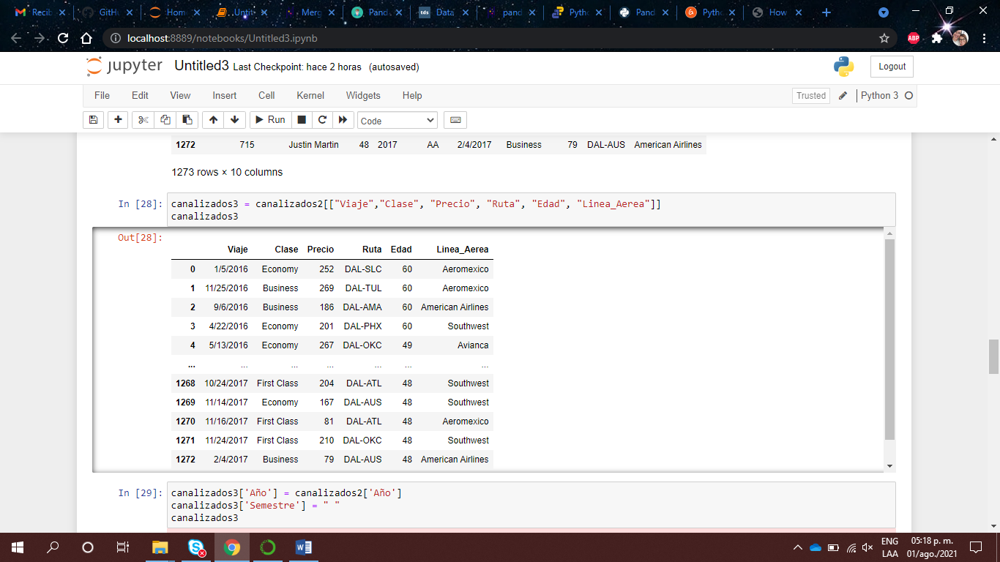 Recib
GitHu
Home
Untitl
Merg
Pand
tds Data
pand
Pytho
Pand
Pytho
How
localhost:8889/notebooks/Untitled3.ipynb
ABP
jupyter Untitled3 Last Checkpoint: hace 2 horas (autosaved)
Logout
File Edit View Insert Cell Kernel Widgets Help
Trusted Python 3
Run Code
1272 715 Justin Martin 48 2017 AA 2/4/2017 Business 79 DAL-AUS American Airlines
1273 rows × 10 columns
In [28]: canalizados3 = canalizados2[["Viaje","Clase", "Precio", "Ruta", "Edad", "Linea_Aerea"]]
canalizados3
Out[28]:
Viaje Clase Precio Ruta Edad Linea_Aerea
0 1/5/2016 Economy 252 DAL-SLC 60 Aeromexico
1 11/25/2016 Business 269 DAL-TUL 60 Aeromexico
2 9/6/2016 Business 186 DAL-AMA 60 American Airlines
3 4/22/2016 Economy 201 DAL-PHX 60 Southwest
4 5/13/2016 Economy 267 DAL-OKC 49 Avianca
... ... ... ... ... ... ...
1268 10/24/2017 First Class 204 DAL-ATL 48 Southwest
1269 11/14/2017 Economy 167 DAL-AUS 48 Southwest
1270 11/16/2017 First Class 81 DAL-ATL 48 Aeromexico
1271 11/24/2017 First Class 210 DAL-OKC 48 Southwest
1272 2/4/2017 Business 79 DAL-AUS 48 American Airlines
In [29]: canalizados3['Año'] = canalizados2['Año']
canalizados3['Semestre'] = " "
canalizados3
ENG 05:18 p. m.
LAA 01/ago./2021